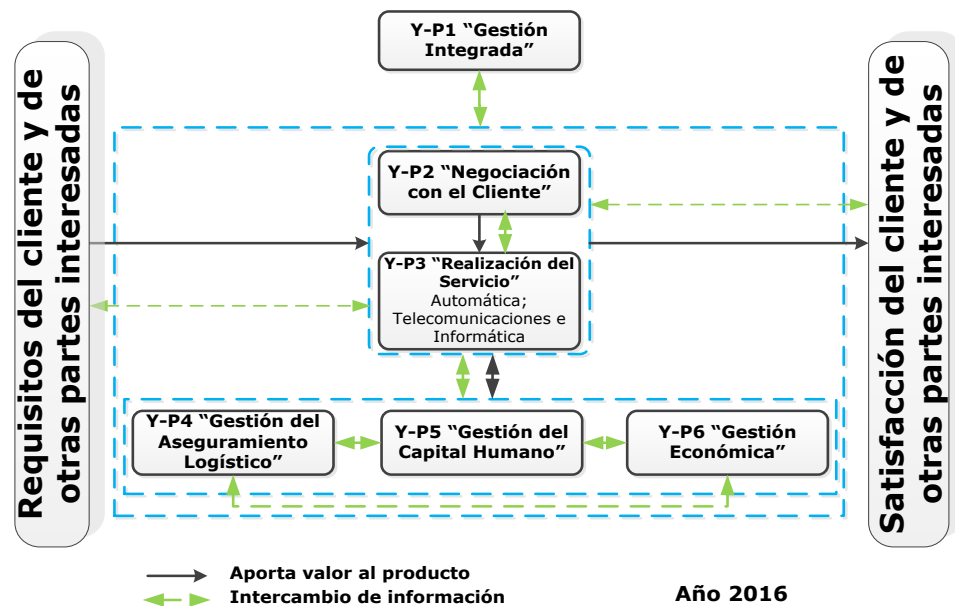 Requisitos del cliente y de
otras partes interesadas
Y-P1 “Gestión
Integrada”
Y-P2 “Negociación
con el Cliente”
Y-P3 “Realización del
Servicio”
Automática;
Telecomunicaciones e
Informática
Y-P4 “Gestión del
Aseguramiento
Logístico”
Y-P5 “Gestión del
Capital Humano”
Y-P6 “Gestión
Económica”
Satisfacción del cliente y de
otras partes interesadas
Aporta valor al producto
Intercambio de información
Año 2016